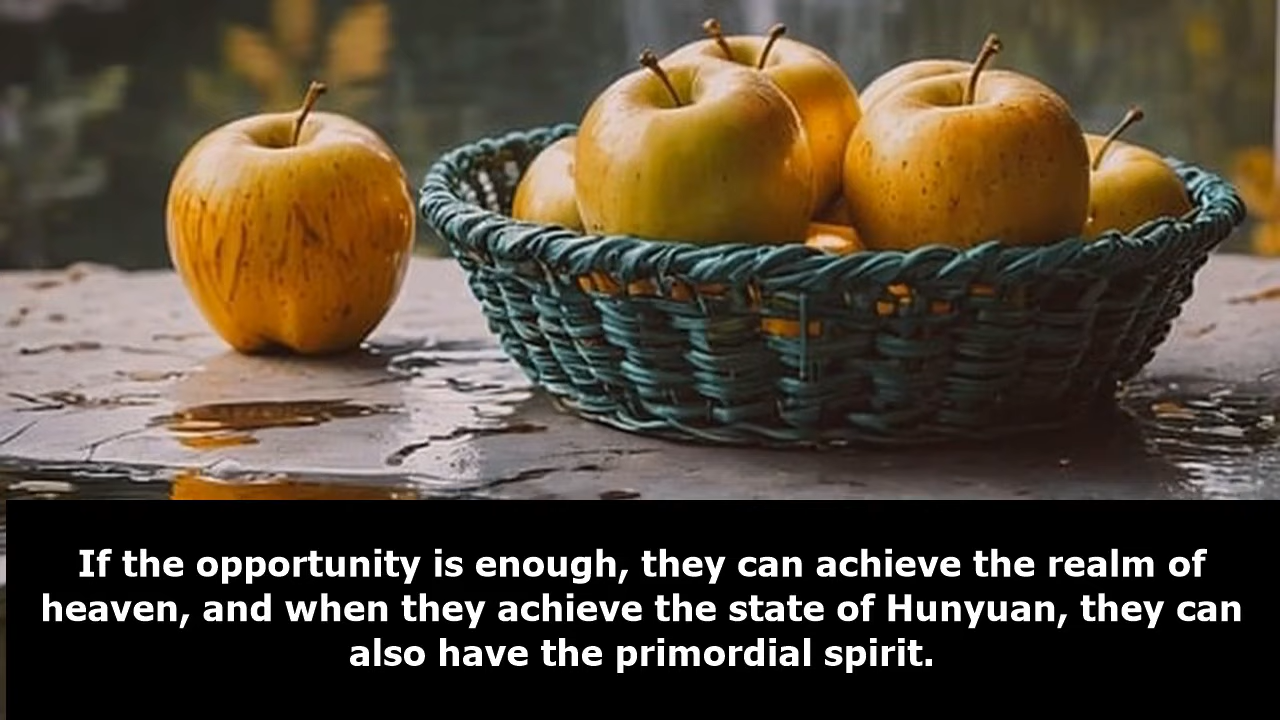 If the opportunity is enough, they can achieve the realm of
heaven, and when they achieve the state of Hunyuan, they can
also have the primordial spirit.